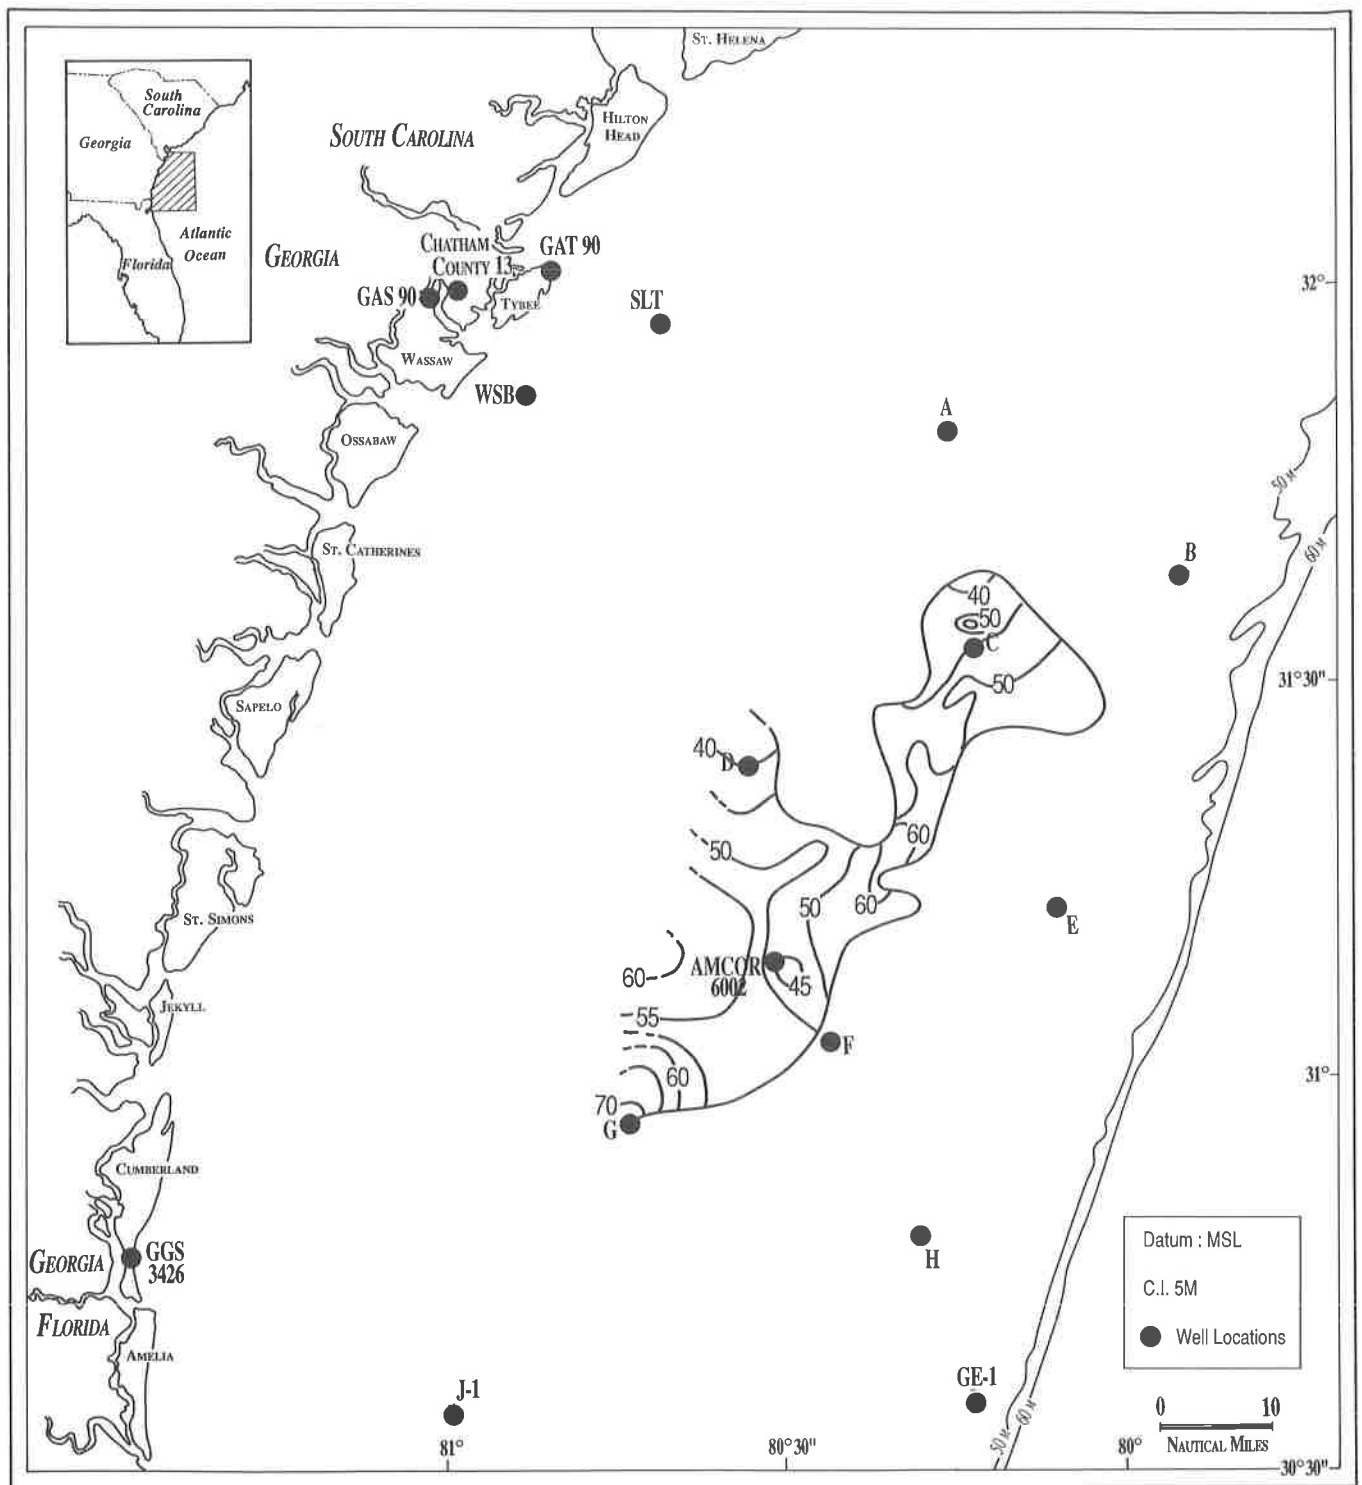 ST. HELENA
South
Carolina
Georgia
Atlantic
Ocean
Florida
HILTON
HEAD
SOUTH CAROLINA
GEORGIA
CHATHAM
COUNTY 13
GAT 90
GAS 90
TYBEE
SLT
32°
WASSAW
WSB
A
OSSABAW
50 M
60 M
B
ST. CATHERINES
40
50
C
31°30"
50
SAPELO
40
D
60
50
ST. SIMONS
50
60
E
AMCOR
6002
45
60
JEKYLL
55
F
31°
60
70
G
CUMBERLAND
GGS
3426
GEORGIA
H
FLORIDA
AMELIA
Datum : MSL
C.I. 5M
Well Locations
J-1
GE-1
0 10
NAUTICAL MILES
50 M
60 M
81°
80°30"
80°
30°30"